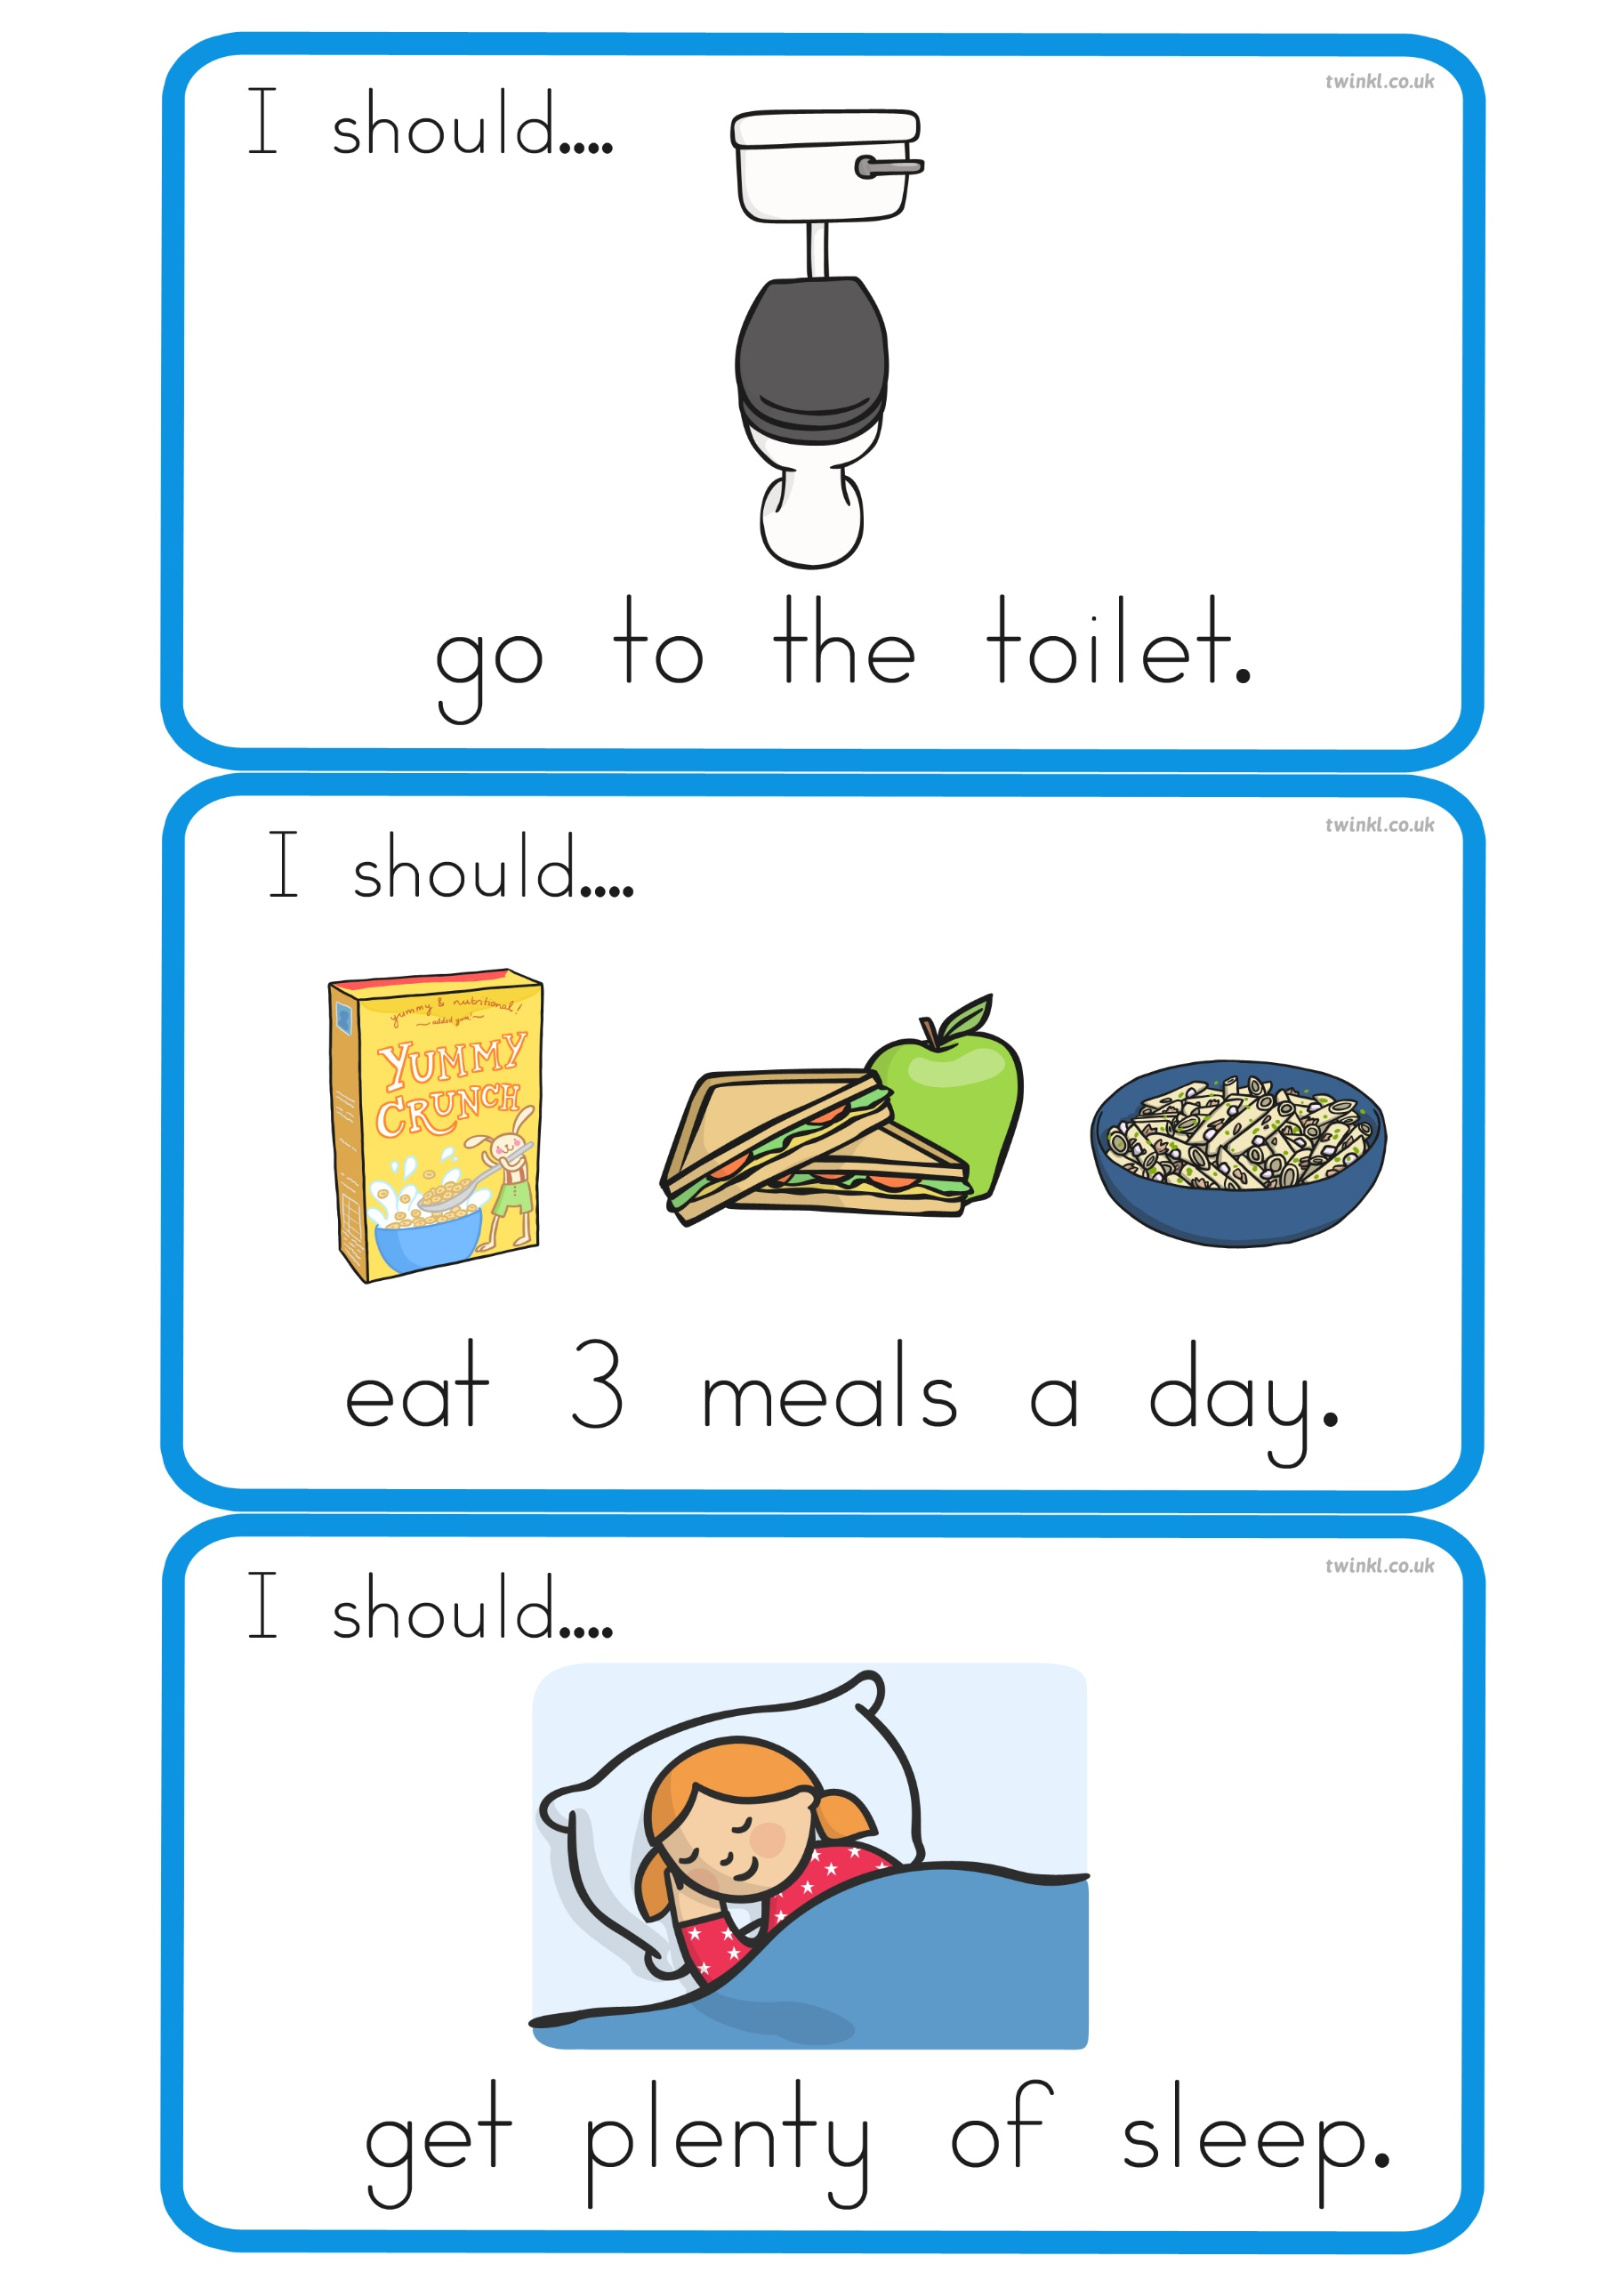 I should....
twinkl.co.uk
go to the toilet.
I should....
twinkl.co.uk
yummy & nutritional!
YUMMY
CRUNCH
eat 3 meals a day.
I should....
twinkl.co.uk
get plenty of sleep.